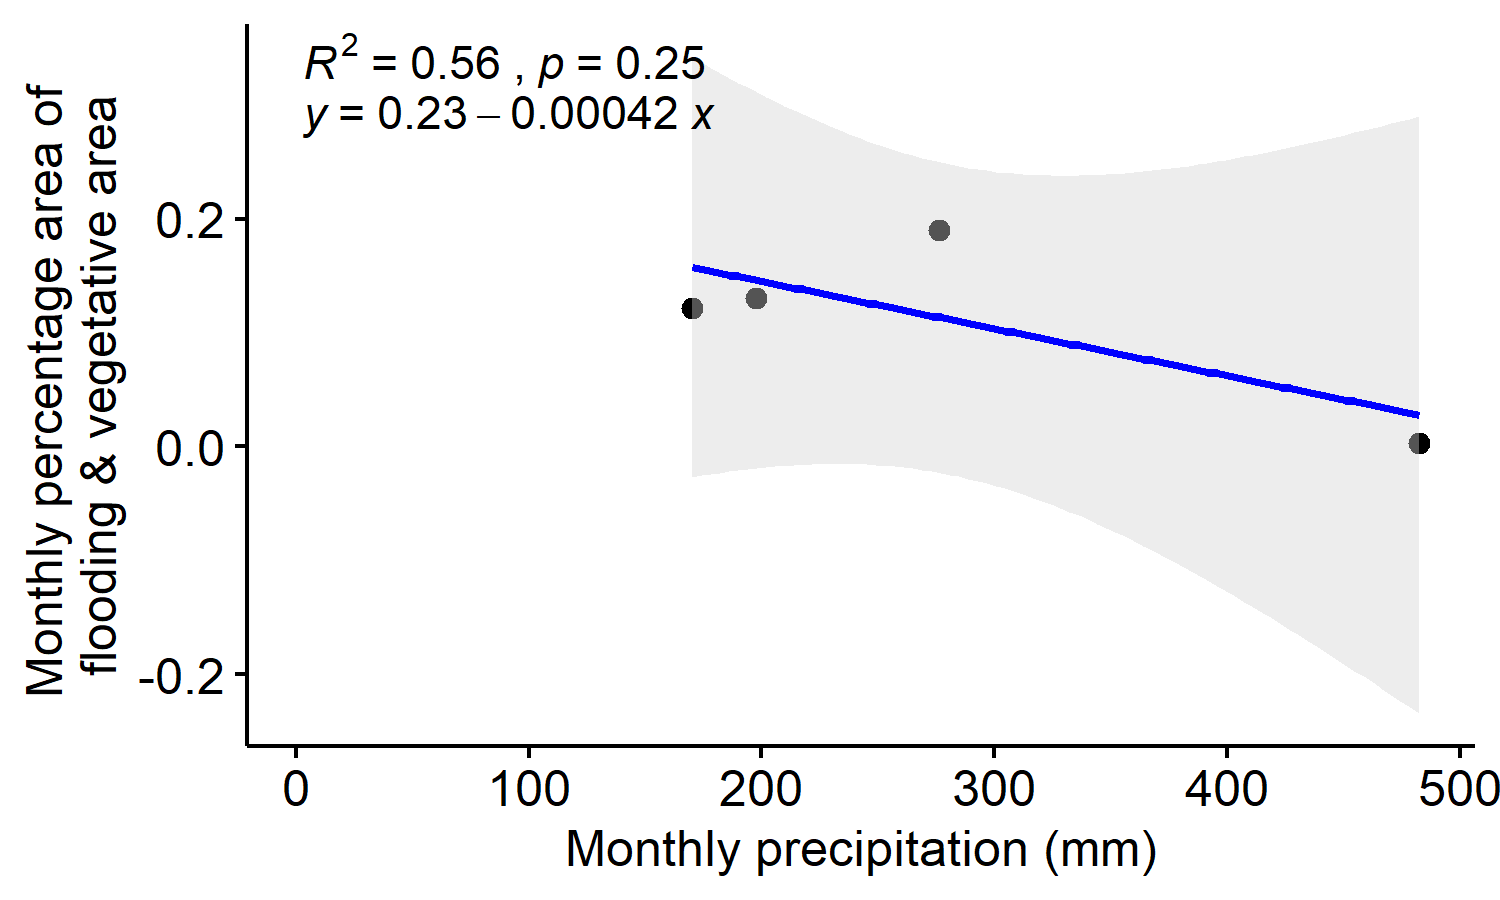 R² = 0.56 , p = 0.25
y = 0.23 – 0.00042 x
Monthly percentage area of
flooding & vegetative area
0.2
0.0
-0.2
0
100
200
300
400
500
Monthly precipitation (mm)